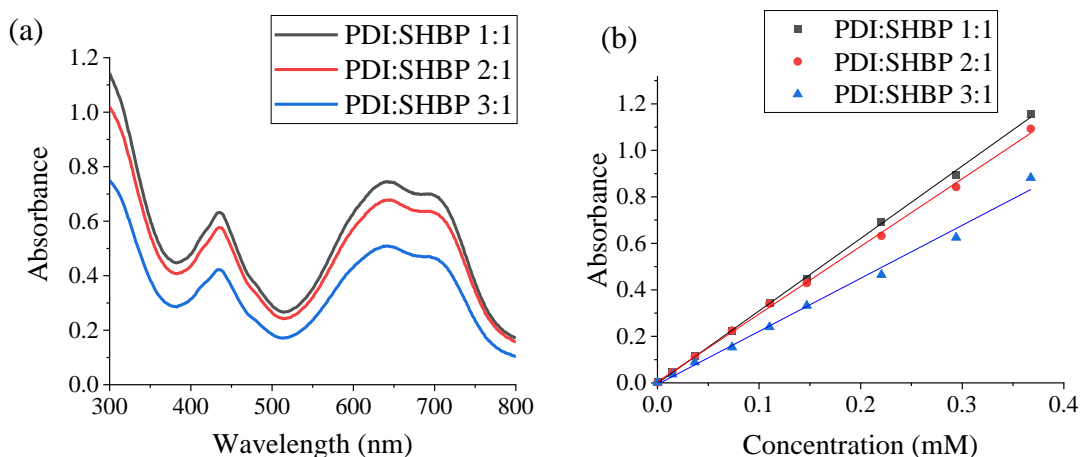 (a)
PDI:SHBP 1:1
PDI:SHBP 2:1
PDI:SHBP 3:1
1.2
1.0
0.8
0.6
0.4
0.2
0.0
300 400 500 600 700 800
Absorbance
Wavelength (nm)
(b)
PDI:SHBP 1:1
PDI:SHBP 2:1
PDI:SHBP 3:1
1.2
1.0
0.8
0.6
0.4
0.2
0.0
0.0 0.1 0.2 0.3 0.4
Absorbance
Concentration (mM)